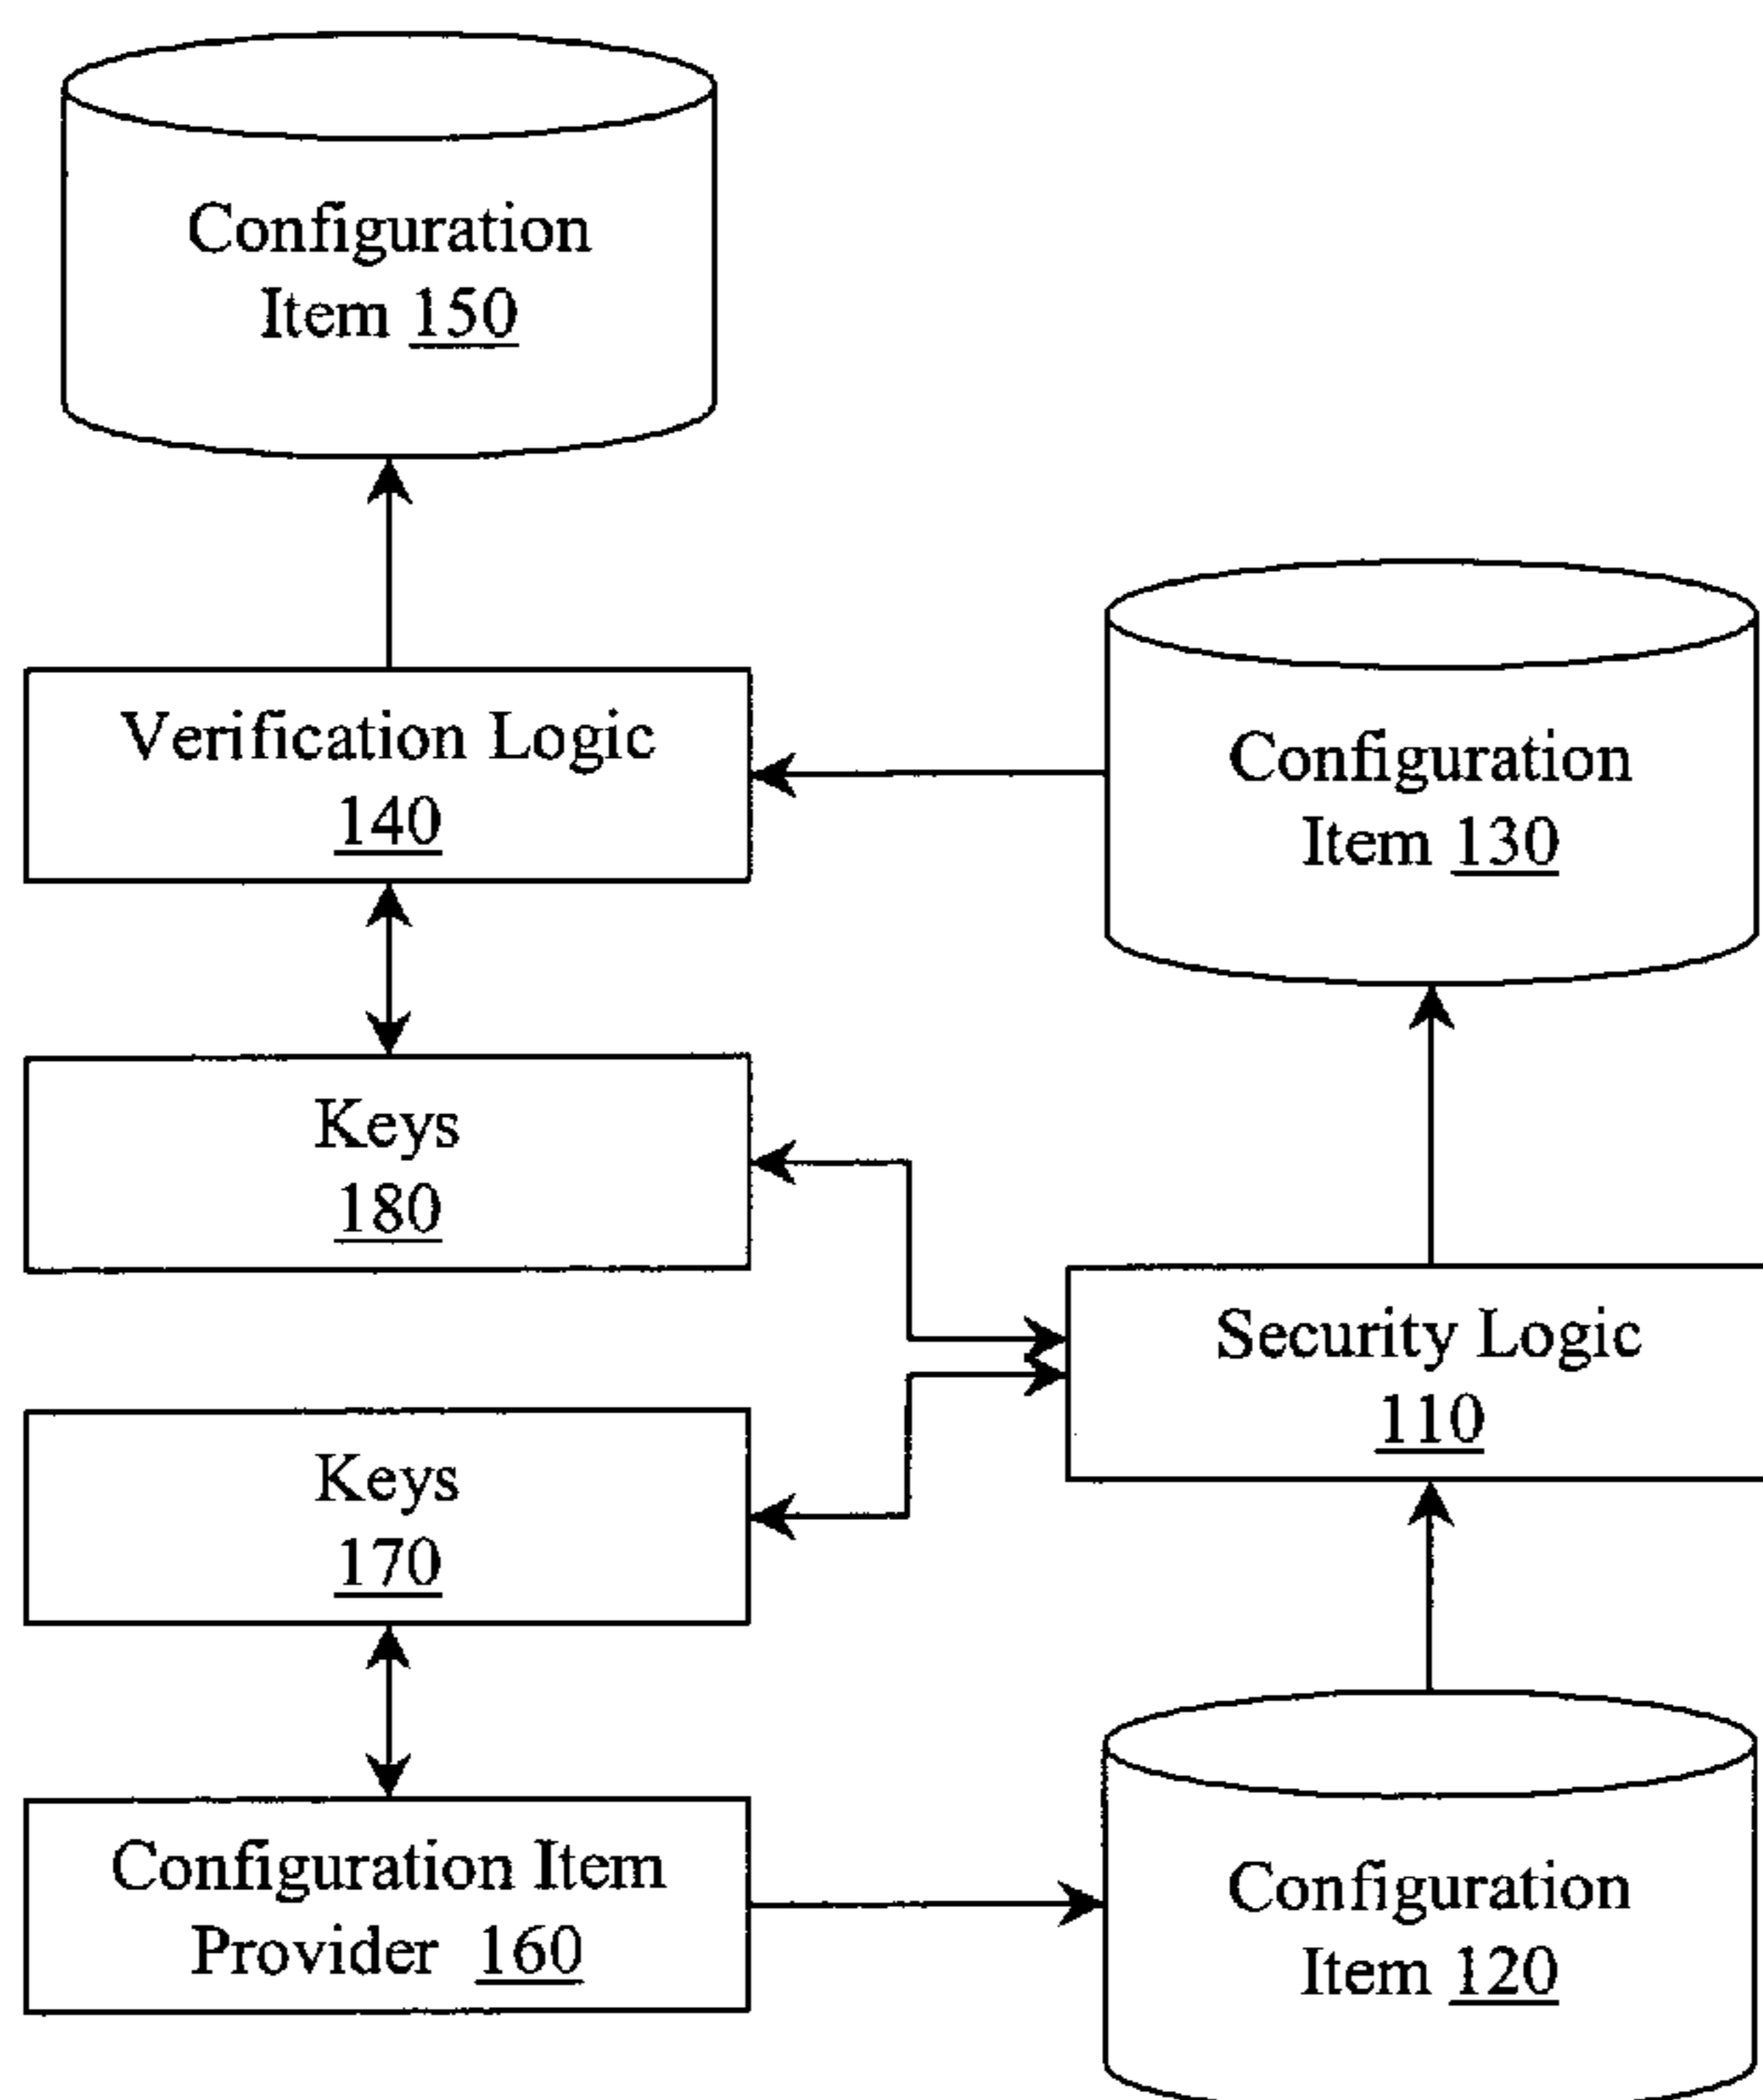 Configuration
Item 150
Verification Logic
140
Configuration
Item 130
Keys
180
Security Logic
110
Keys
170
Configuration Item
Provider 160
Configuration
Item 120